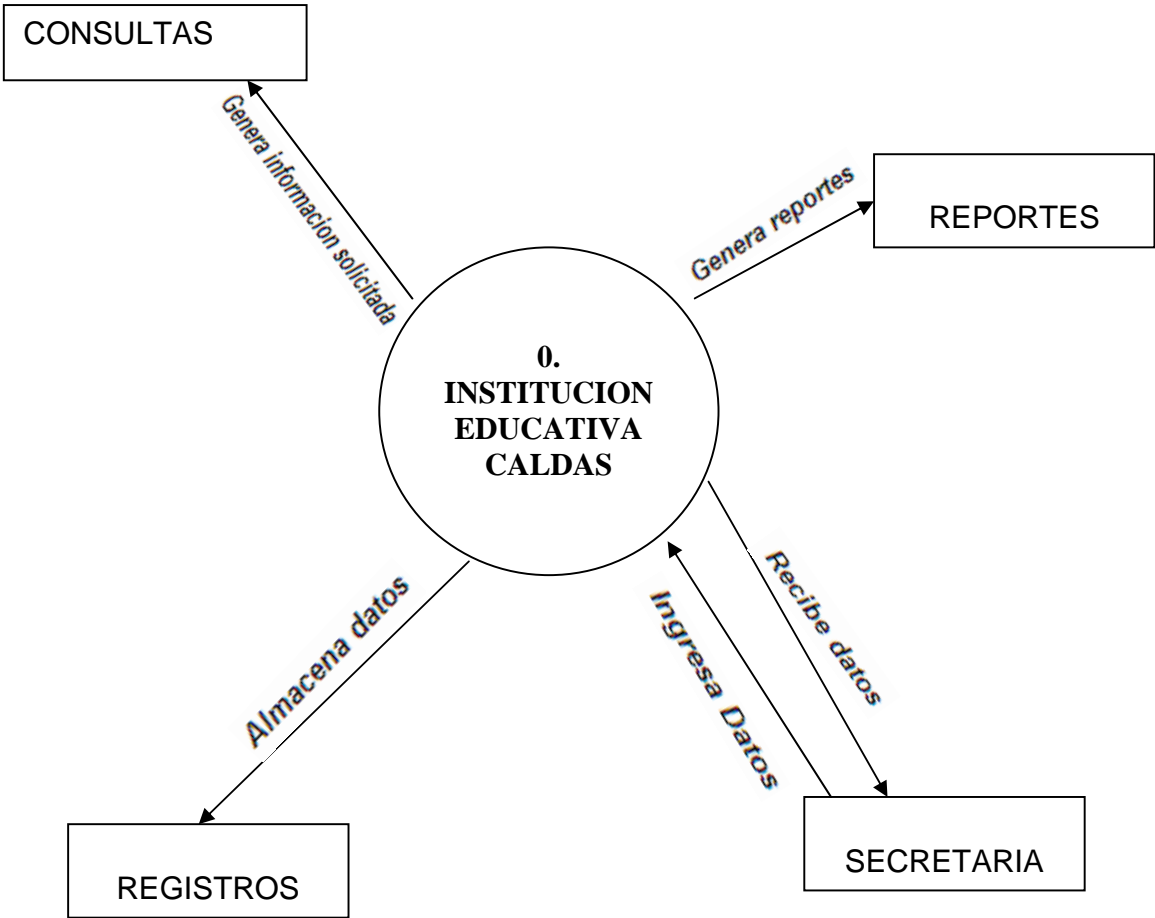 CONSULTAS
Genera informacion solicitada
Genera reportes
REPORTES
0.
INSTITUCION
EDUCATIVA
CALDAS
Almacena datos
Ingresa Datos
Recibe datos
REGISTROS
SECRETARIA